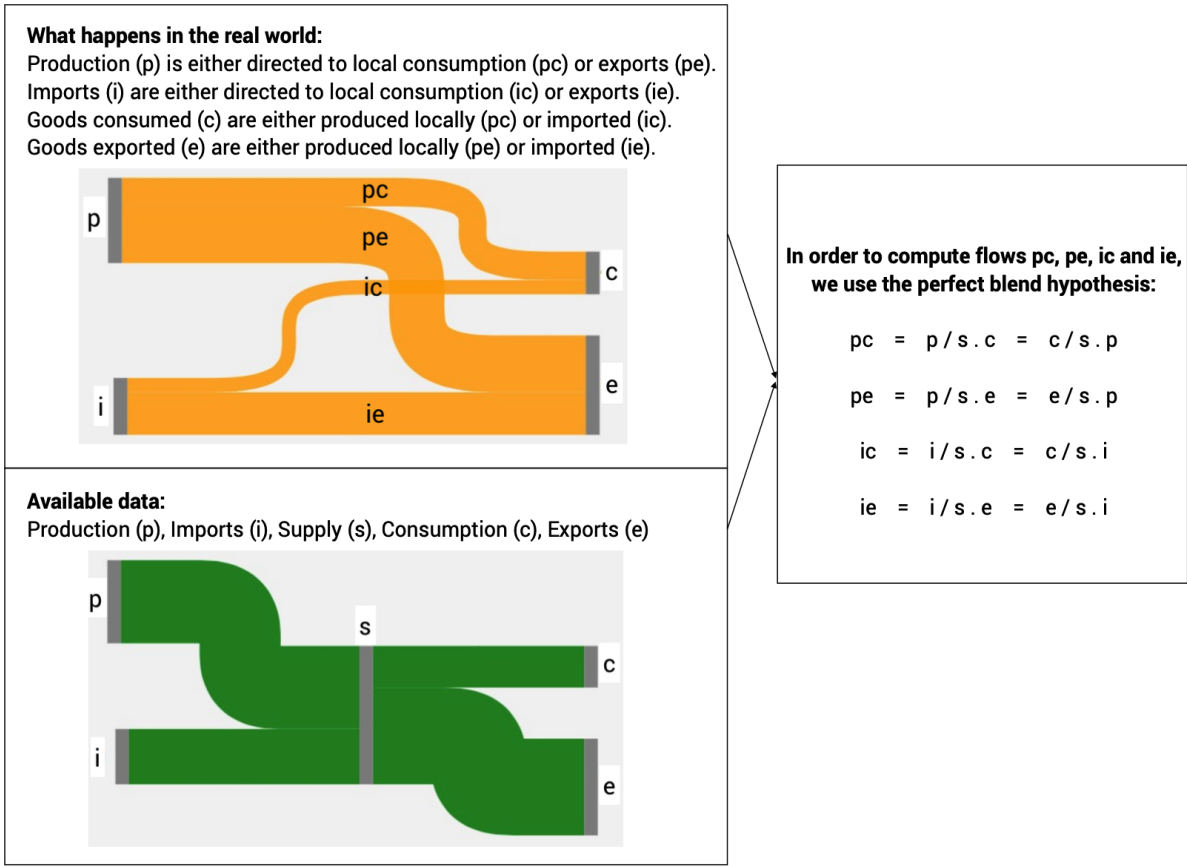 What happens in the real world:
Production (p) is either directed to local consumption (pc) or exports (pe).
Imports (i) are either directed to local consumption (ic) or exports (ie).
Goods consumed (c) are either produced locally (pc) or imported (ic).
Goods exported (e) are either produced locally (pe) or imported (ie).
p
pc
pe
ic
c
i
ie
e
Available data:
Production (p), Imports (i), Supply (s), Consumption (c), Exports (e)
p
s
c
i
e
In order to compute flows pc, pe, ic and ie,
we use the perfect blend hypothesis:
pc = p / s . c = c / s . p
pe = p / s . e = e / s . p
ic = i / s . c = c / s . i
ie = i / s . e = e / s . i